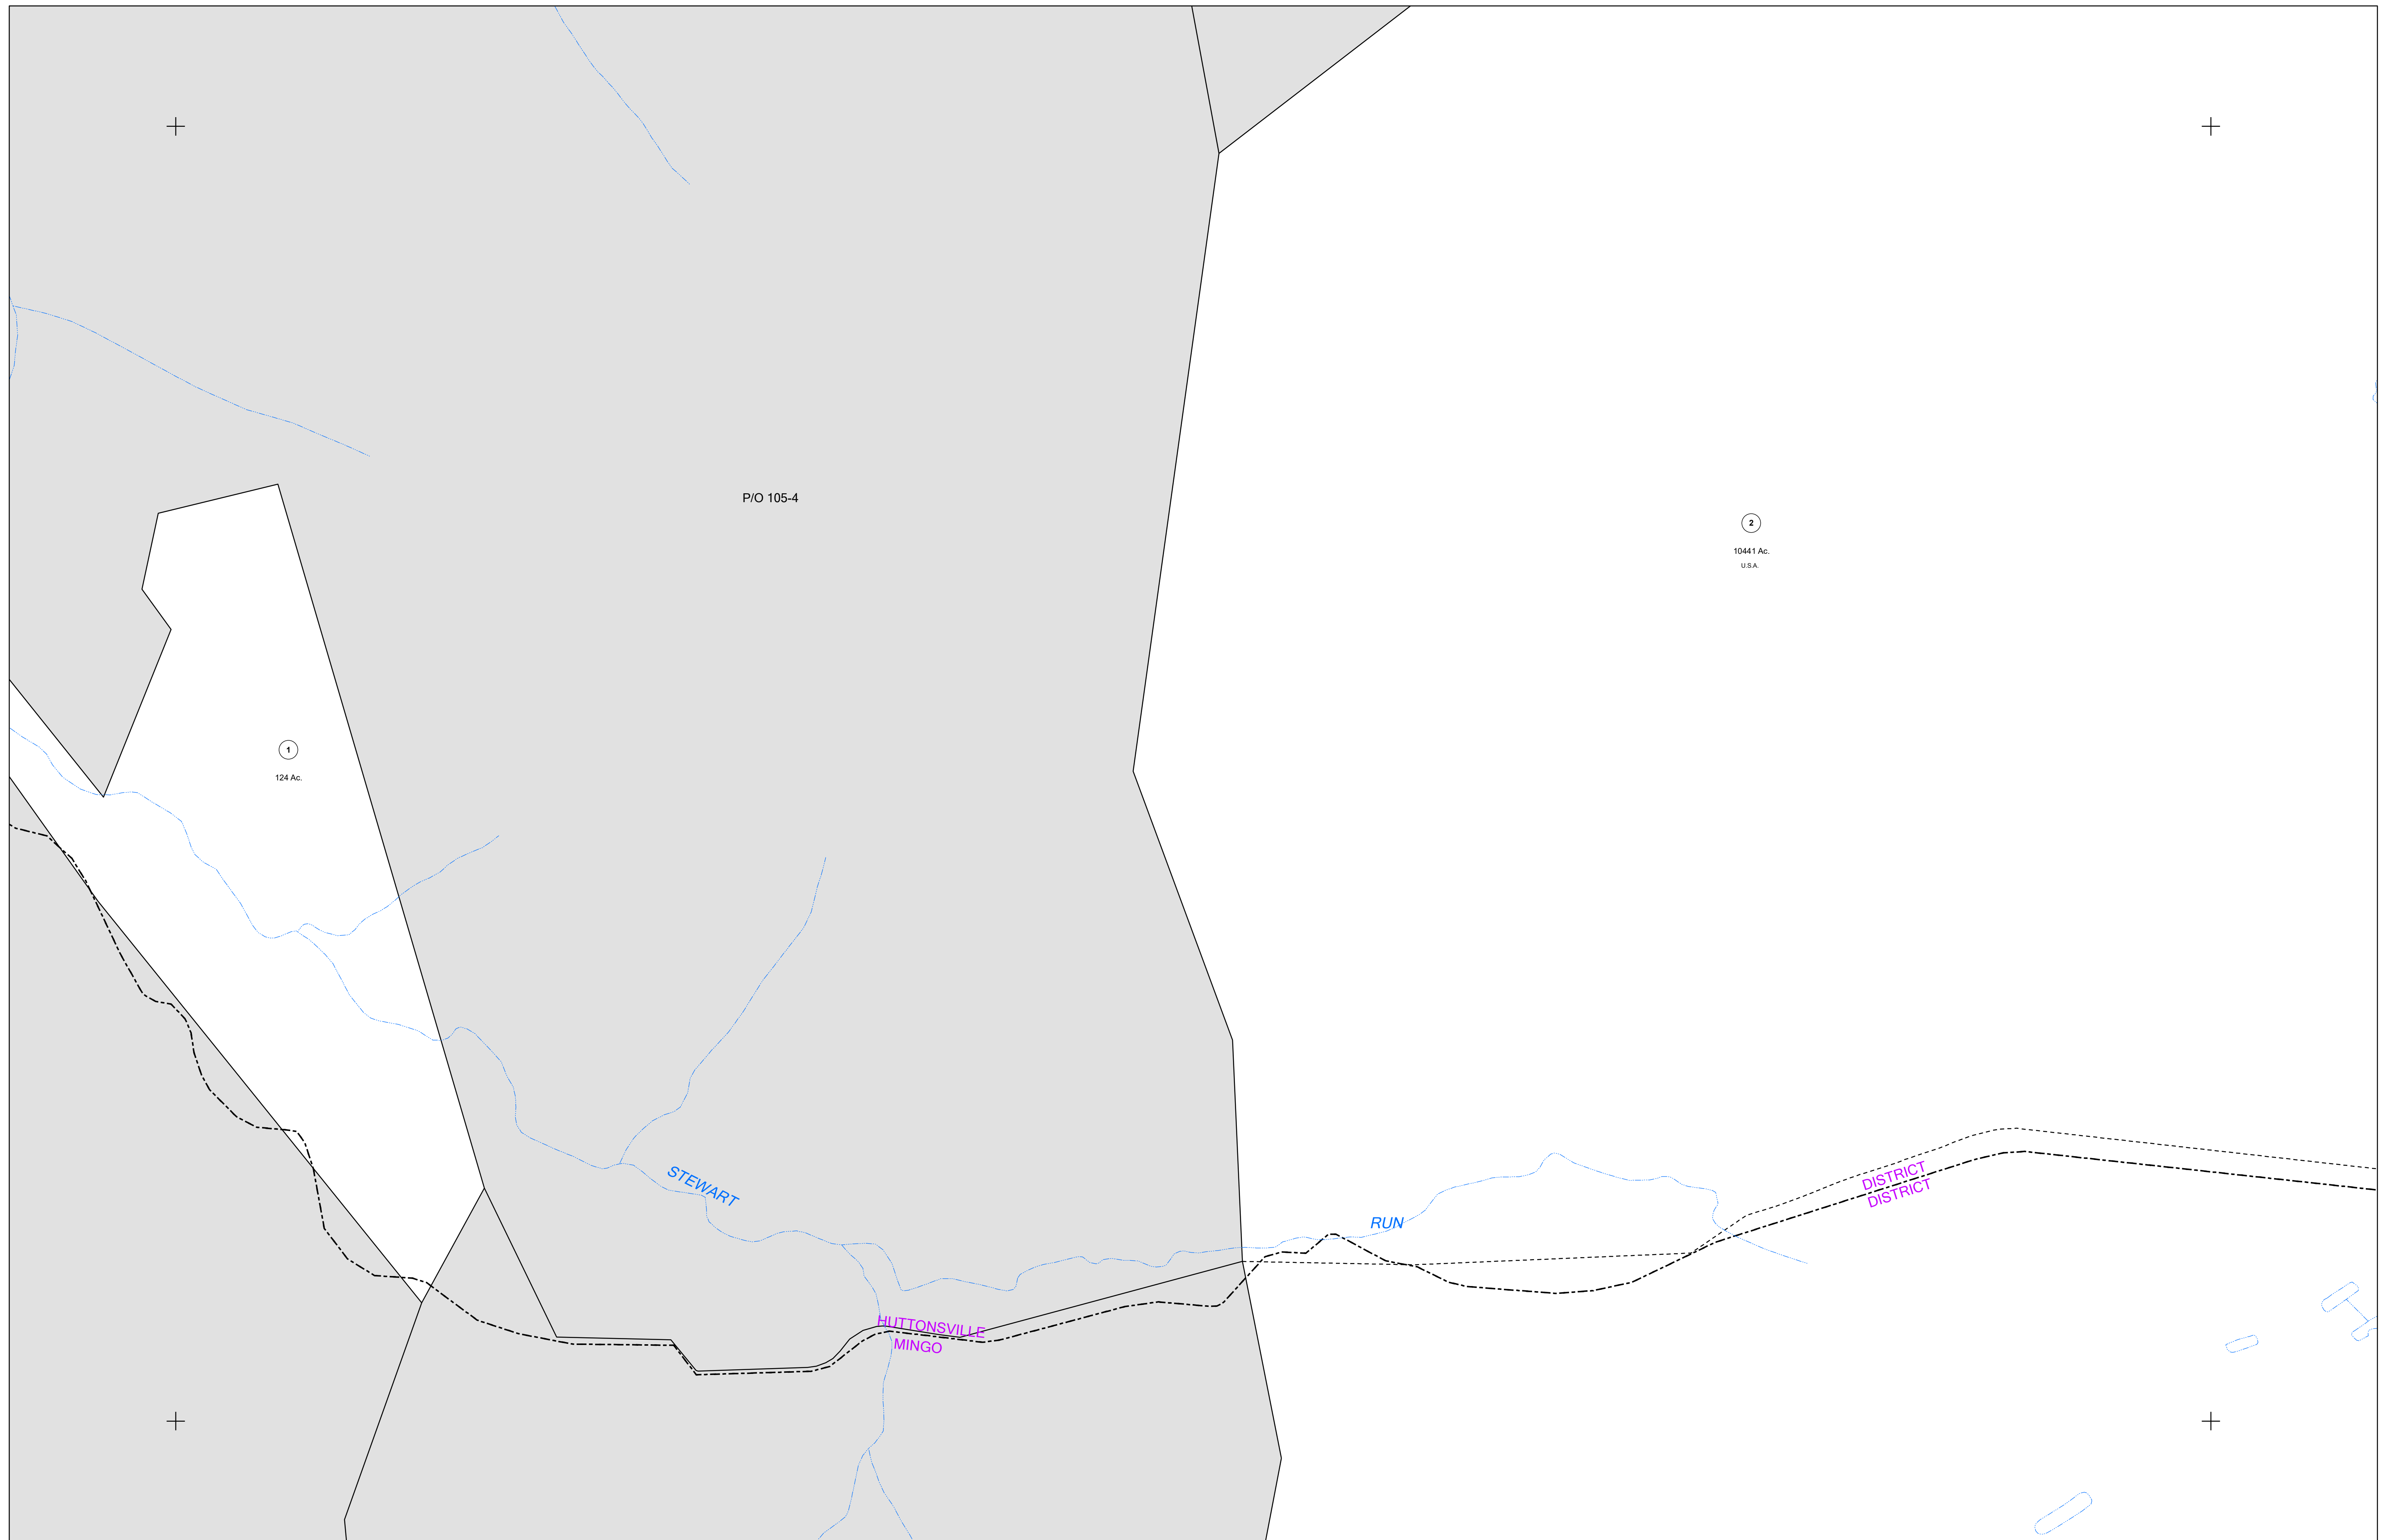 P/O 105-4
2
10441 Ac.
U.S.A.
1
124 Ac.
STEWART
RUN
DISTRICT
DISTRICT
HUTTONSVILLE
MINGO